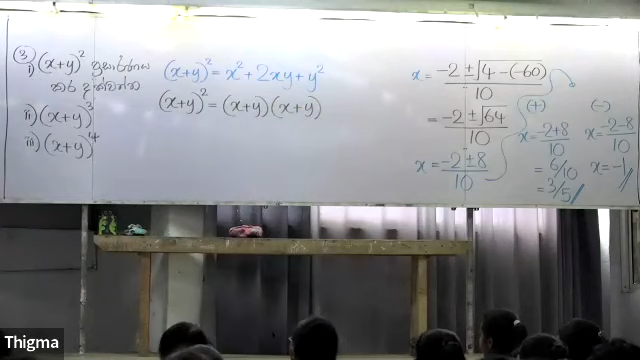 ③
i) (x+y)² ප්‍රසාරණය
කර දක්වන්න
ii) (x+y)³
iii) (x+y)⁴
(x+y)² = x² + 2xy + y²
(x+y)² = (x+y)(x+y)
x = (-2 ± √(4 - (-60)))/10
= (-2 ± √64)/10
x = (-2 ± 8)/10
(+)
x = (-2+8)/10
= 6/10
= 3/5//
(-)
x = (-2-8)/10
x = -1//
Thigma